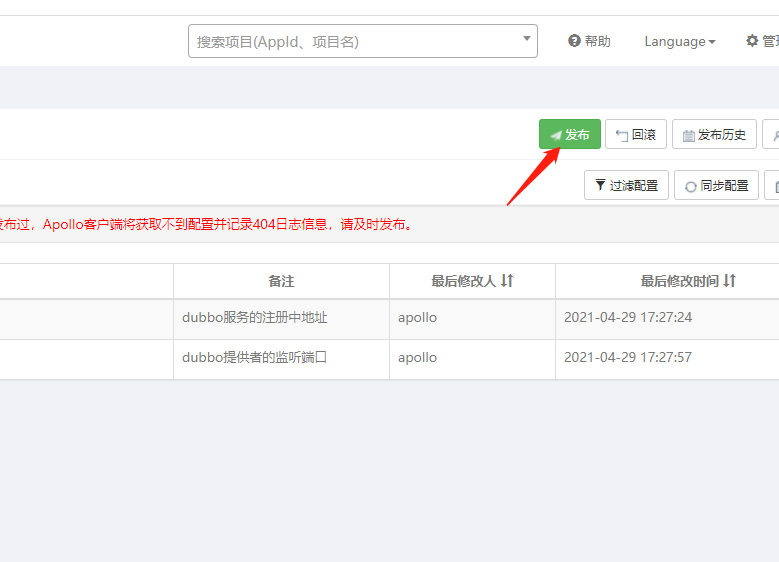 搜索项目(AppId、项目名) 帮助 Language 管
发布 回滚 发布历史
过滤配置 同步配置
布过，Apollo客户端将获取不到配置并记录404日志信息，请及时发布。
备注 最后修改人 最后修改时间
dubbo服务的注册中地址 apollo 2021-04-29 17:27:24
dubbo提供者的监听端口 apollo 2021-04-29 17:27:57